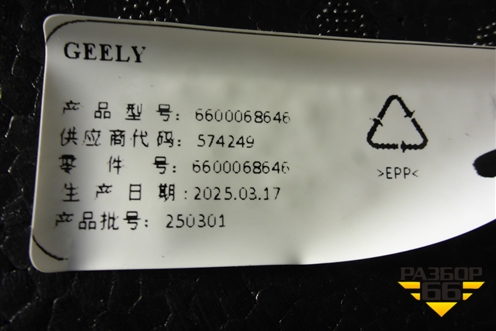 GEELY
产品型号: 6600068646
供应商代码: 574249
零件号: 6600068646
生产日期: 2025.03.17
产品批号: 250301
>EPP<
РАЗБОР
66